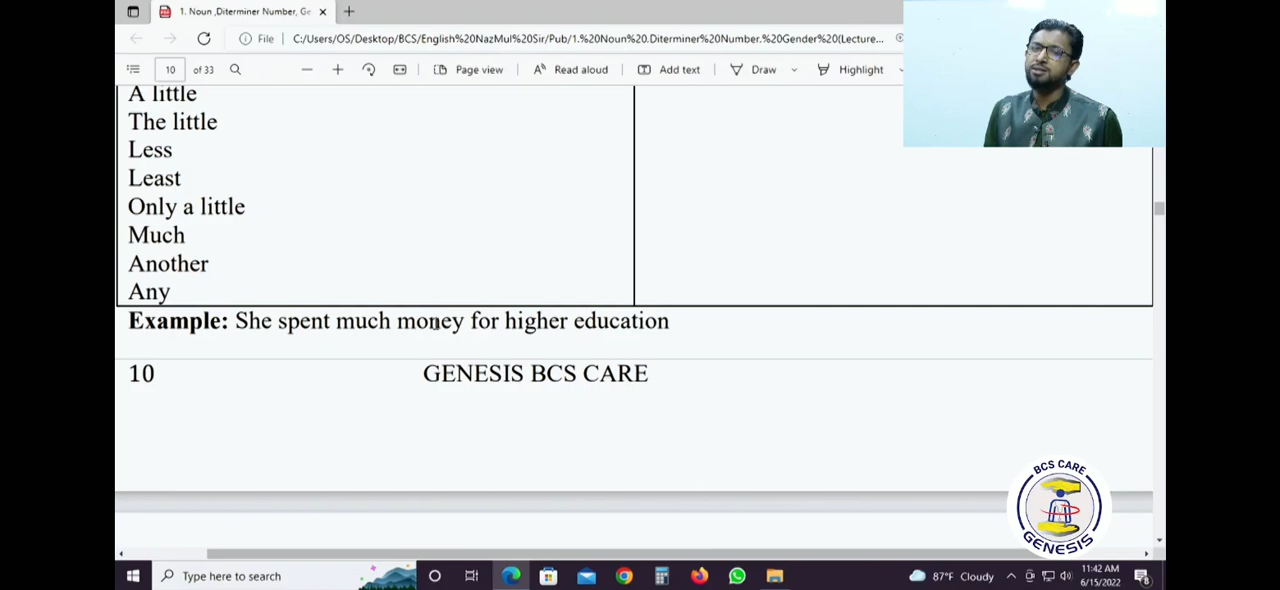 1. Noun ,Diterminer Number, Ge
File
C:/Users/OS/Desktop/BCS/English%20NazMul%20Sir/Pub/1.%20Noun%20.Diterminer%20Number.%20Gender%20(Lecture...
10 of 33
Page view
Read aloud
Add text
Draw
Highlight
A little
The little
Less
Least
Only a little
Much
Another
Any
Example: She spent much money for higher education
10 GENESIS BCS CARE
BCS CARE
GENESIS
Type here to search
87°F Cloudy
11:42 AM
6/15/2022
8